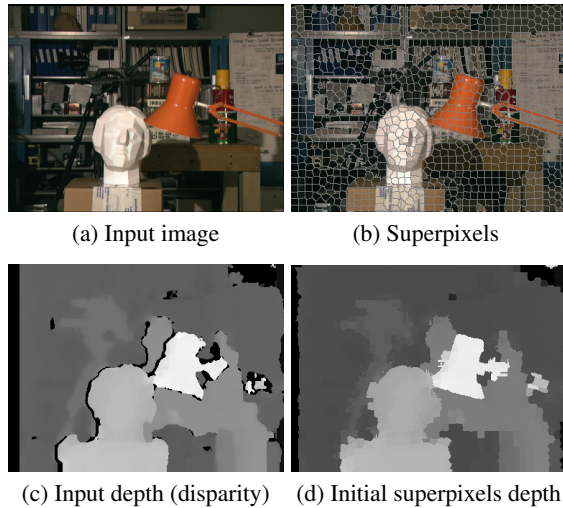 (a) Input image
(b) Superpixels
(c) Input depth (disparity)
(d) Initial superpixels depth